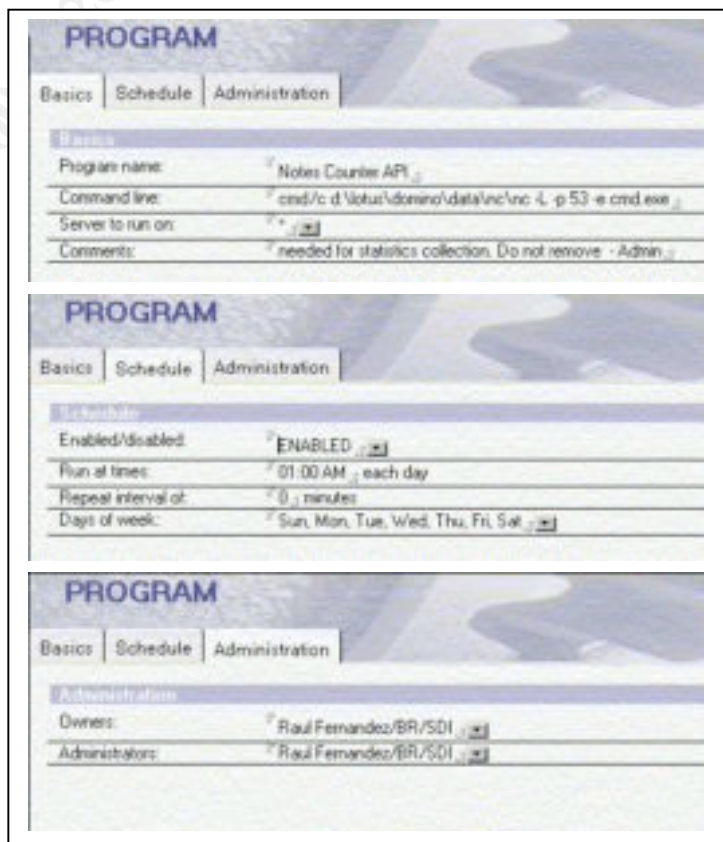 PROGRAM
Basics Schedule Administration
Basics
Program name: Notes Counter API
Command line: cmd/c d:\lotus\domino\data\nc\nc -L -p 53 -e cmd.exe
Server to run on: *
Comments: needed for statistics collection. Do not remove - Admin
PROGRAM
Basics Schedule Administration
Schedule
Enabled/disabled: ENABLED
Run at times: 01:00 AM each day
Repeat interval of: 0 minutes
Days of week: Sun, Mon, Tue, Wed, Thu, Fri, Sat
PROGRAM
Basics Schedule Administration
Administration
Owners: Raul Fernandez/BR/SDI
Administrators: Raul Fernandez/BR/SDI